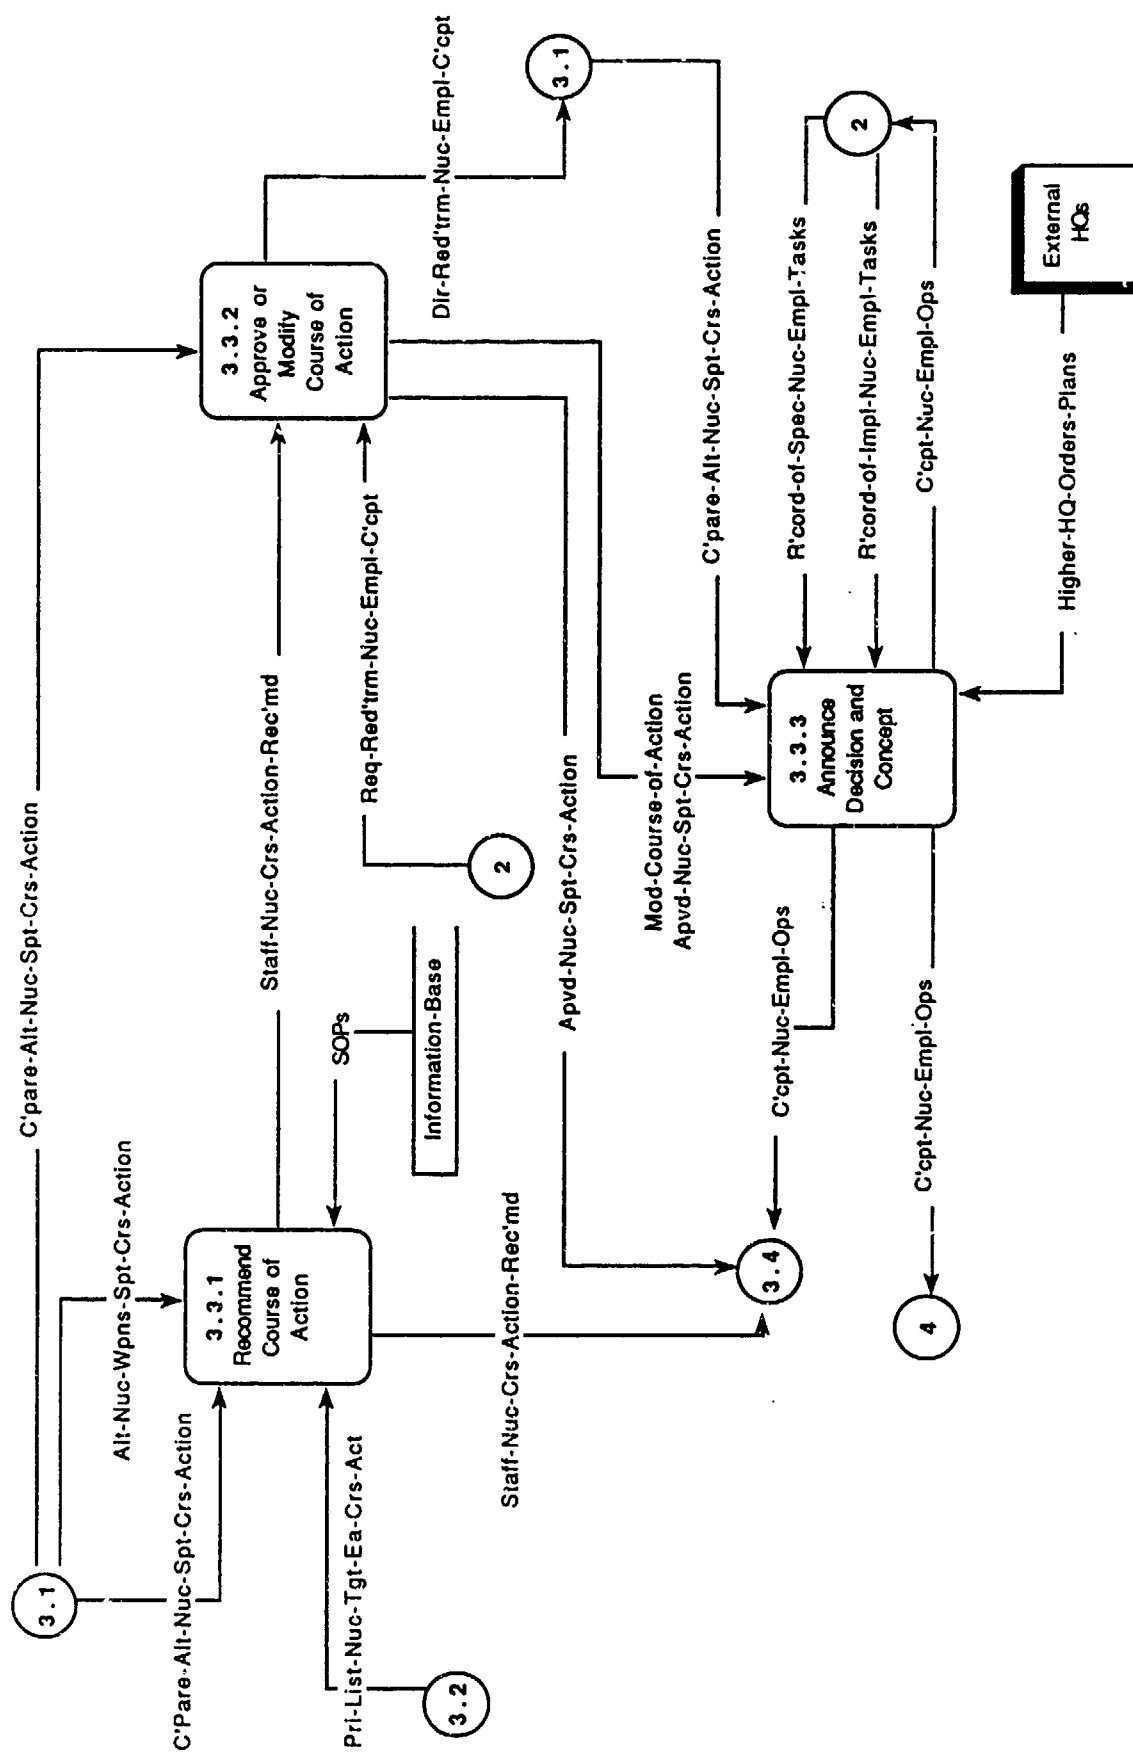 C'pare-Alt-Nuc-Spt-Crs-Action
3.1
Alt-Nuc-Wpns-Spt-Crs-Action
C'Pare-Alt-Nuc-Spt-Crs-Action
3.3.1
Recommend
Course of
Action
Pri-List-Nuc-Tgt-Ea-Crs-Act
3.2
Staff-Nuc-Crs-Action-Rec'md
SOPs
Information-Base
3.3.2
Approve or
Modify
Course of
Action
Req-Red'trm-Nuc-Empl-C'cpt
2
Dir-Red'trm-Nuc-Empl-C'cpt
3.1
Staff-Nuc-Crs-Action-Rec'md
Apvd-Nuc-Spt-Crs-Action
Mod-Course-of-Action
Apvd-Nuc-Spt-Crs-Action
C'pare-Alt-Nuc-Spt-Crs-Action
3.4
C'cpt-Nuc-Empl-Ops
3.3.3
Announce
Decision and
Concept
R'cord-of-Spec-Nuc-Empl-Tasks
2
R'cord-of-Impl-Nuc-Empl-Tasks
4
C'cpt-Nuc-Empl-Ops
C'cpt-Nuc-Empl-Ops
Higher-HQ-Orders-Plans
External
HQs